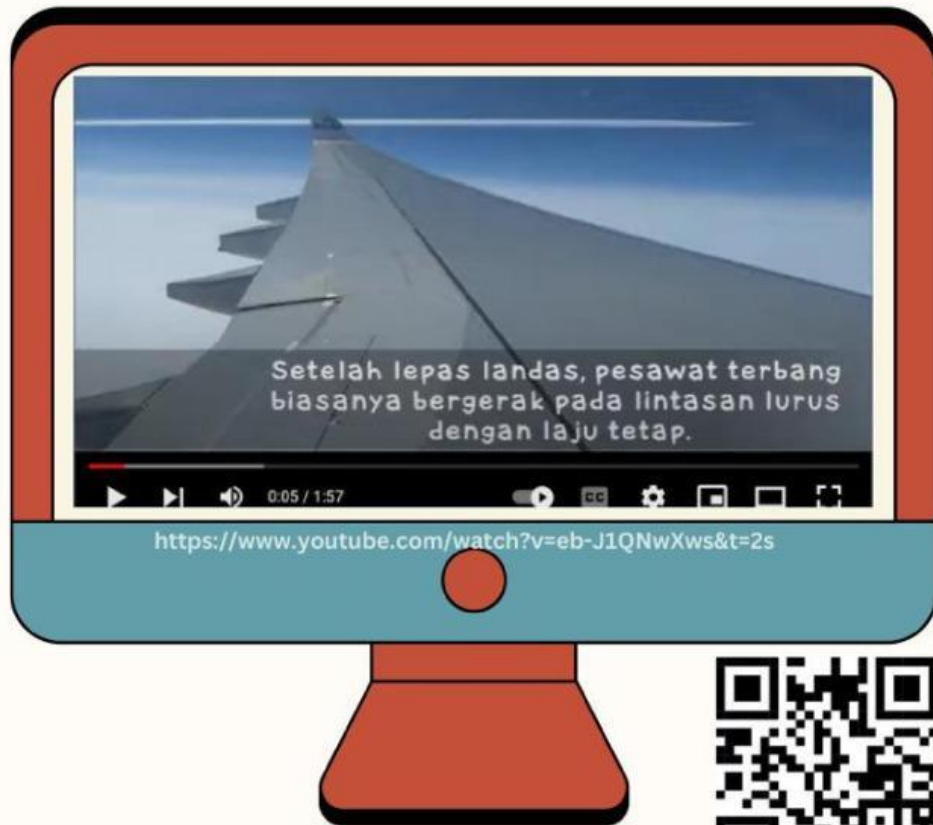 Setelah lepas landas, pesawat terbang
biasanya bergerak pada lintasan lurus
dengan laju tetap.
0:05 / 1:57
CC
https://www.youtube.com/watch?v=eb-J1QNwXws&t=2s